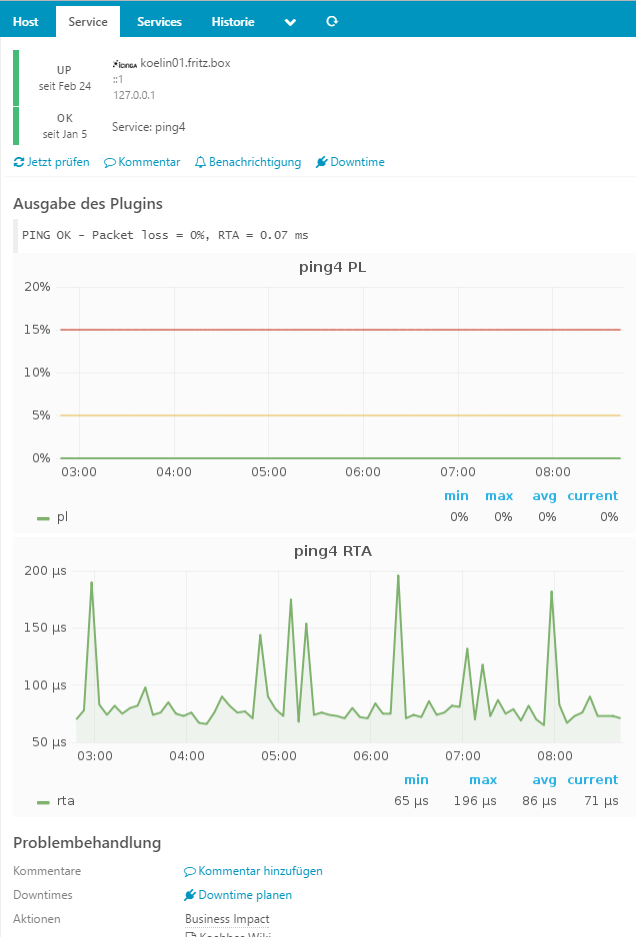 Host Service Services Historie
UP
seit Feb 24
ICINGA koelin01.fritz.box
::1
127.0.0.1
OK
seit Jan 5
Service: ping4
Jetzt prüfen Kommentar Benachrichtigung Downtime
Ausgabe des Plugins
PING OK - Packet loss = 0%, RTA = 0.07 ms
ping4 PL
20%
15%
10%
5%
0%
03:00 04:00 05:00 06:00 07:00 08:00
min max avg current
pl 0% 0% 0% 0%
ping4 RTA
200 µs
150 µs
100 µs
50 µs
03:00 04:00 05:00 06:00 07:00 08:00
min max avg current
rta 65 µs 196 µs 86 µs 71 µs
Problembehandlung
Kommentare Kommentar hinzufügen
Downtimes Downtime planen
Aktionen Business Impact